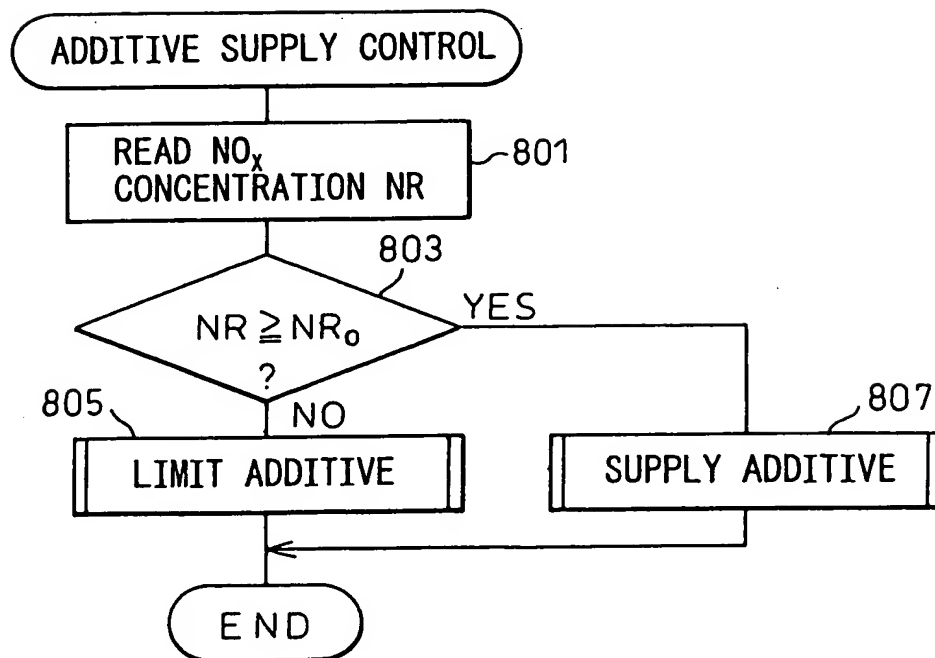 ADDITIVE SUPPLY CONTROL
READ NOₓ
CONCENTRATION NR
801
803
NR ≧ NR₀
?
YES
NO
805
LIMIT ADDITIVE
807
SUPPLY ADDITIVE
END